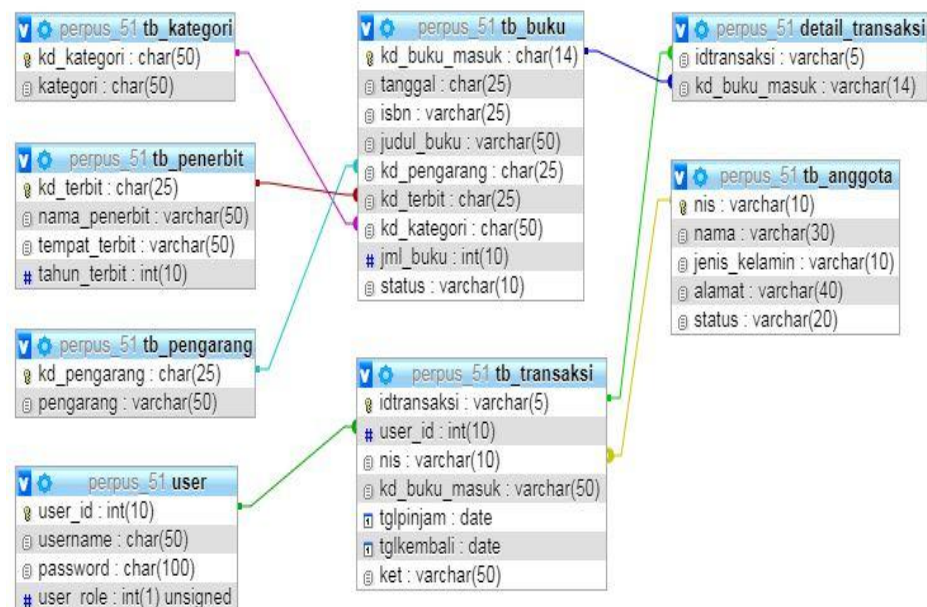 perpus_51 tb_kategori
kd_kategori : char(50)
kategori : char(50)
perpus_51 tb_penerbit
kd_terbit : char(25)
nama_penerbit : varchar(50)
tempat_terbit : varchar(50)
# tahun_terbit : int(10)
perpus_51 tb_pengarang
kd_pengarang : char(25)
pengarang : varchar(50)
perpus_51 user
user_id : int(10)
username : char(50)
password : char(100)
# user_role : int(1) unsigned
perpus_51 tb_buku
kd_buku_masuk : char(14)
tanggal : char(25)
isbn : varchar(25)
judul_buku : varchar(50)
kd_pengarang : char(25)
kd_terbit : char(25)
kd_kategori : char(50)
# jml_buku : int(10)
status : varchar(10)
perpus_51 tb_transaksi
idtransaksi : varchar(5)
# user_id : int(10)
nis : varchar(10)
kd_buku_masuk : varchar(50)
tglpinjam : date
tglkembali : date
ket : varchar(50)
perpus_51 detail_transaksi
idtransaksi : varchar(5)
kd_buku_masuk : varchar(14)
perpus_51 tb_anggota
nis : varchar(10)
nama : varchar(30)
jenis_kelamin : varchar(10)
alamat : varchar(40)
status : varchar(20)